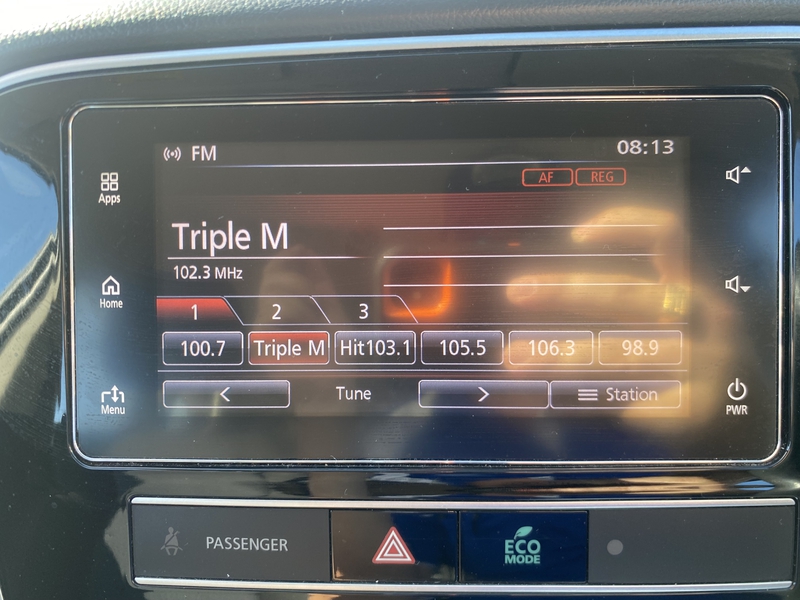 FM 08:13
AF REG
Apps
Triple M
102.3 MHz
Home
1 2 3
100.7 Triple M Hit103.1 105.5 106.3 98.9
< Tune > Station
Menu
PWR
PASSENGER
ECO
MODE